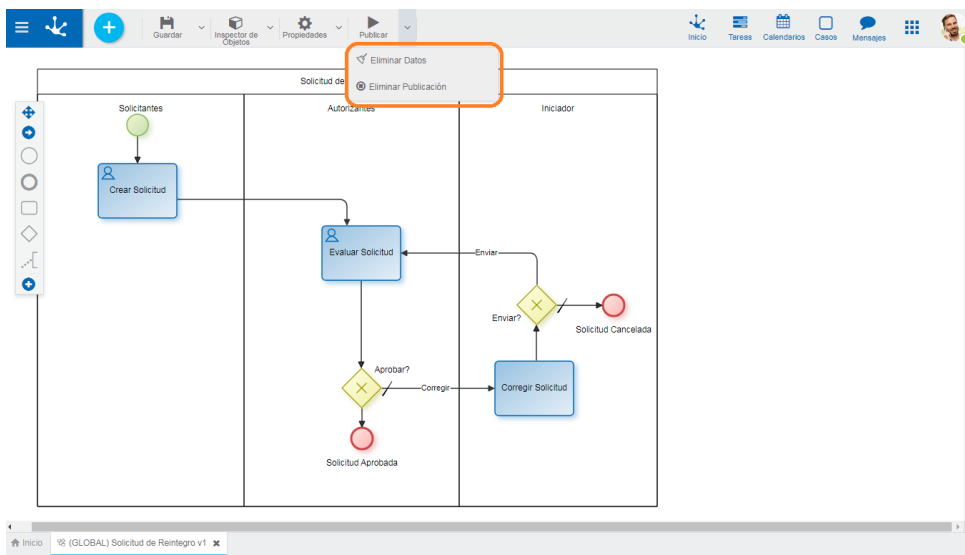 Guardar
Inspector de
Objetos
Propiedades
Publicar
Inicio
Tareas
Calendarios
Casos
Mensajes
Eliminar Datos
Eliminar Publicación
Solicitud de
Solicitantes
Autorizantes
Iniciador
Crear Solicitud
Evaluar Solicitud
Enviar
Enviar?
Solicitud Cancelada
Aprobar?
Corregir
Corregir Solicitud
Solicitud Aprobada
Inicio
(GLOBAL) Solicitud de Reintegro v1